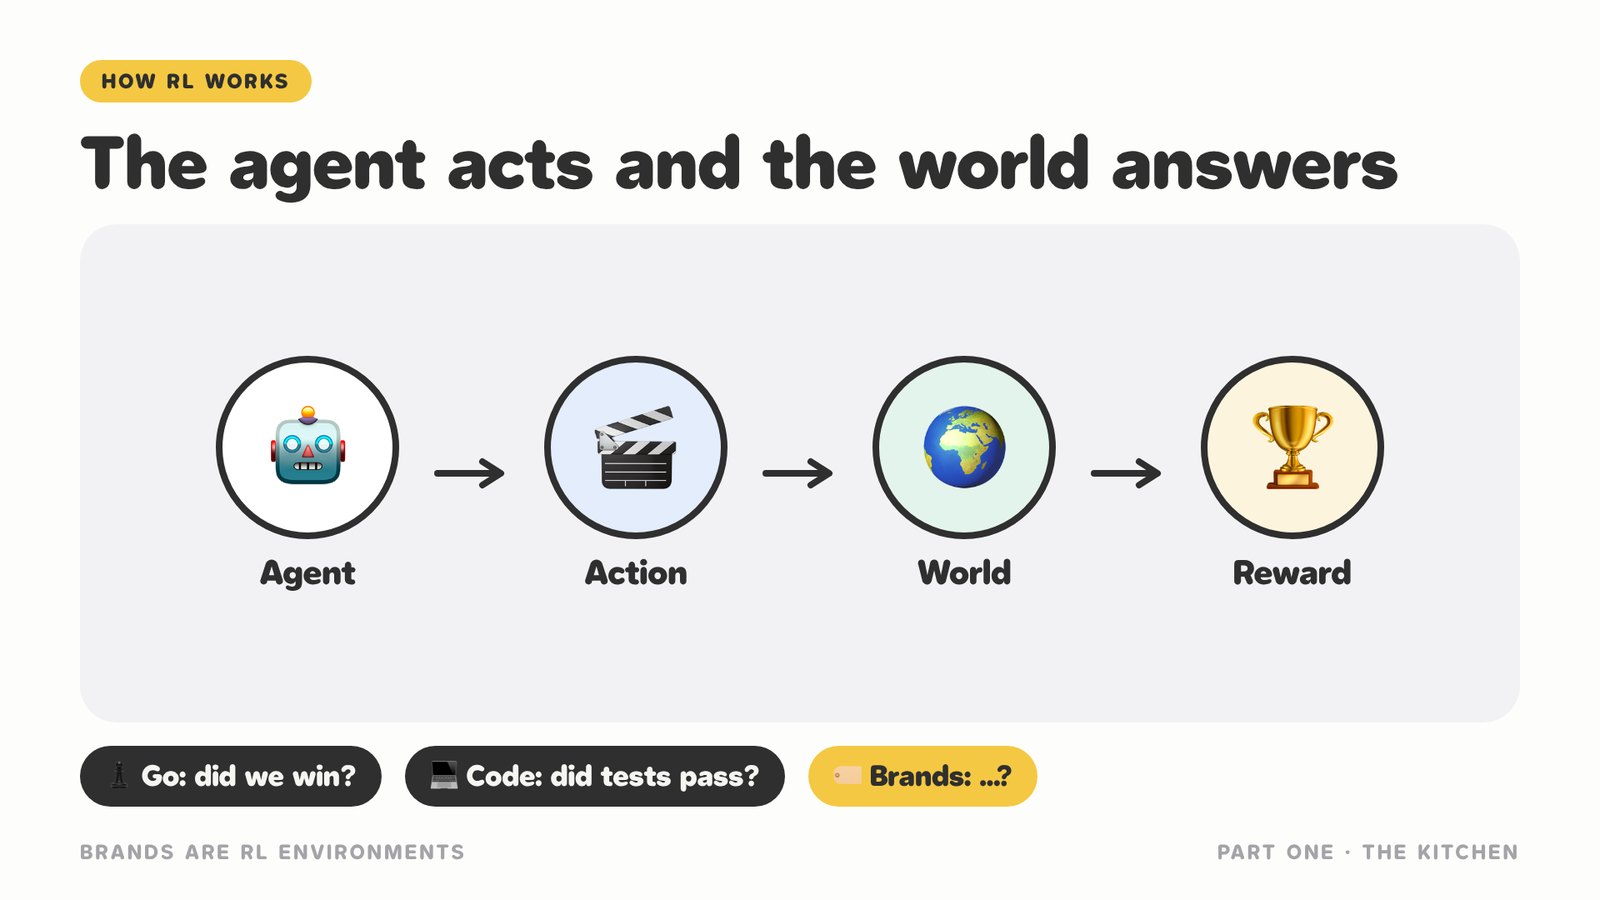 HOW RL WORKS
The agent acts and the world answers
Agent
Action
World
Reward
Go: did we win?
Code: did tests pass?
Brands: ...?
BRANDS ARE RL ENVIRONMENTS
PART ONE · THE KITCHEN